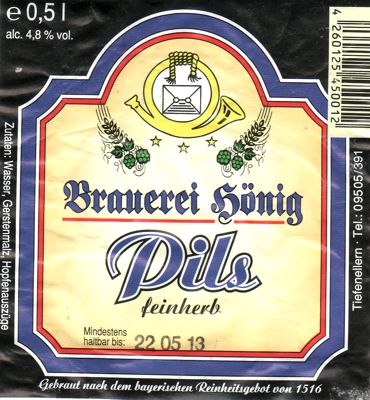 e 0,5 l
alc. 4,8 % vol.
4 260125 450012
Brauerei Hönig
Pils
feinherb
Mindestens
haltbar bis: 22 05 13
Zutaten: Wasser, Gerstenmalz, Hopfenauszüge
Tiefenellern · Tel.: 09505/391
Gebraut nach dem bayerischen Reinheitsgebot von 1516